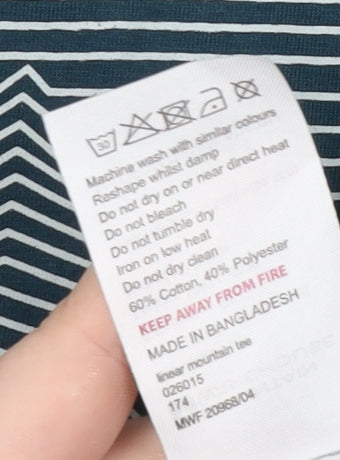 30
Machine wash with similar colours
Reshape whilst damp
Do not dry on or near direct heat
Do not bleach
Do not tumble dry
Iron on low heat
Do not dry clean
60% Cotton, 40% Polyester
KEEP AWAY FROM FIRE
MADE IN BANGLADESH
linear mountain tee
026015
174
MWF 20968/04